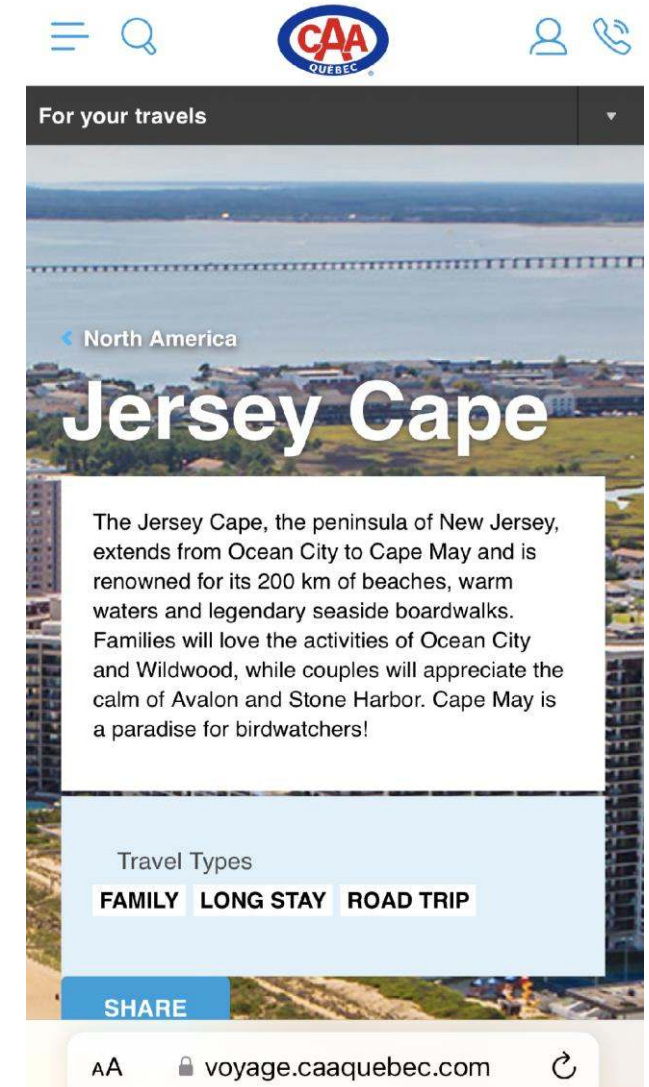 CAA
QUÉBEC
For your travels
North America
Jersey Cape
The Jersey Cape, the peninsula of New Jersey,
extends from Ocean City to Cape May and is
renowned for its 200 km of beaches, warm
waters and legendary seaside boardwalks.
Families will love the activities of Ocean City
and Wildwood, while couples will appreciate the
calm of Avalon and Stone Harbor. Cape May is
a paradise for birdwatchers!
Travel Types
FAMILY LONG STAY ROAD TRIP
SHARE
AA voyage.caaquebec.com